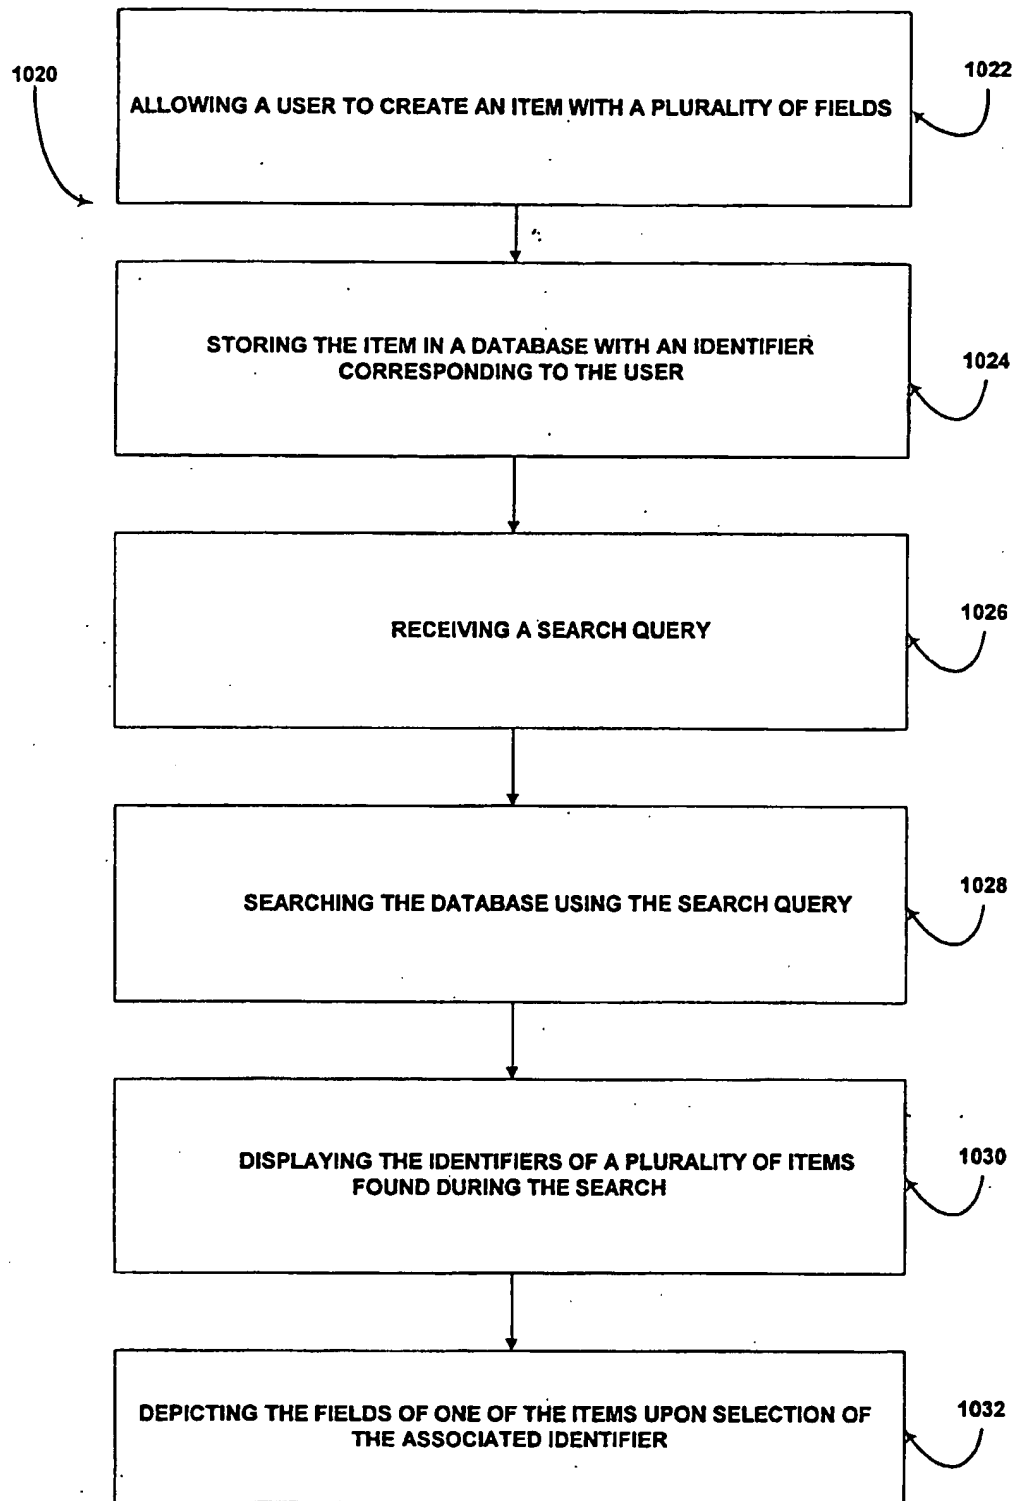 1020
1022
ALLOWING A USER TO CREATE AN ITEM WITH A PLURALITY OF FIELDS
STORING THE ITEM IN A DATABASE WITH AN IDENTIFIER
CORRESPONDING TO THE USER
1024
RECEIVING A SEARCH QUERY
1026
SEARCHING THE DATABASE USING THE SEARCH QUERY
1028
DISPLAYING THE IDENTIFIERS OF A PLURALITY OF ITEMS
FOUND DURING THE SEARCH
1030
DEPICTING THE FIELDS OF ONE OF THE ITEMS UPON SELECTION OF
THE ASSOCIATED IDENTIFIER
1032